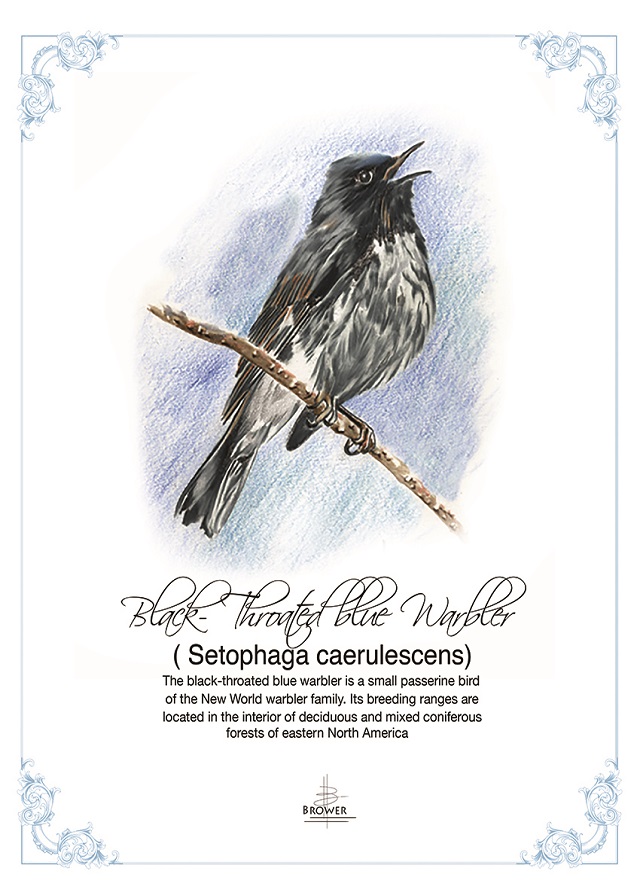 Black- Throated blue Warbler
( Setophaga caerulescens)
The black-throated blue warbler is a small passerine bird
of the New World warbler family. Its breeding ranges are
located in the interior of deciduous and mixed coniferous
forests of eastern North America
B
BROWER